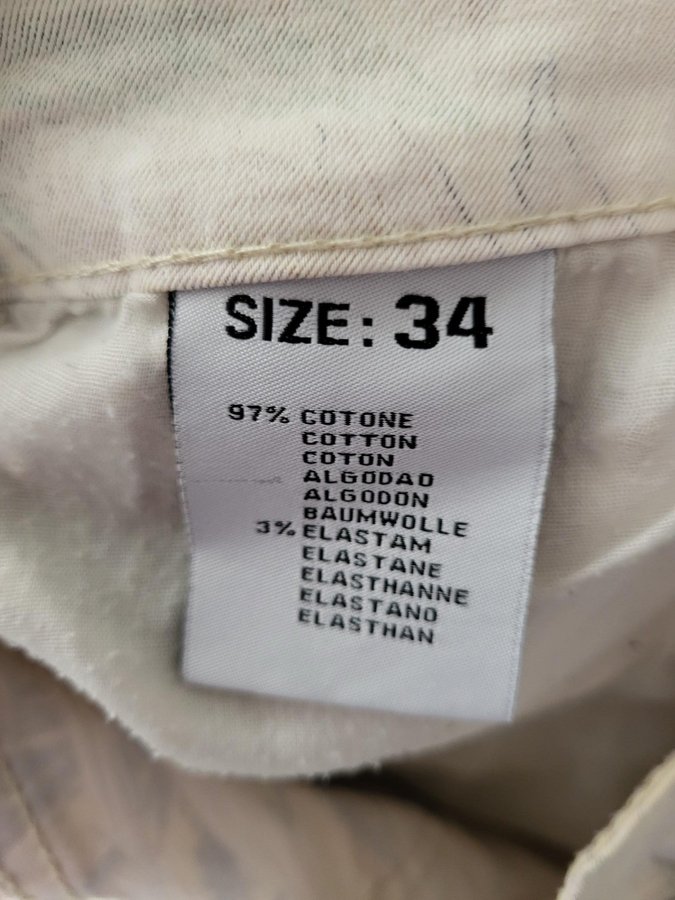 SIZE: 34
97% COTONE
COTTON
COTON
ALGODAO
ALGODON
BAUMWOLLE
3% ELASTAM
ELASTANE
ELASTHANNE
ELASTANO
ELASTHAN